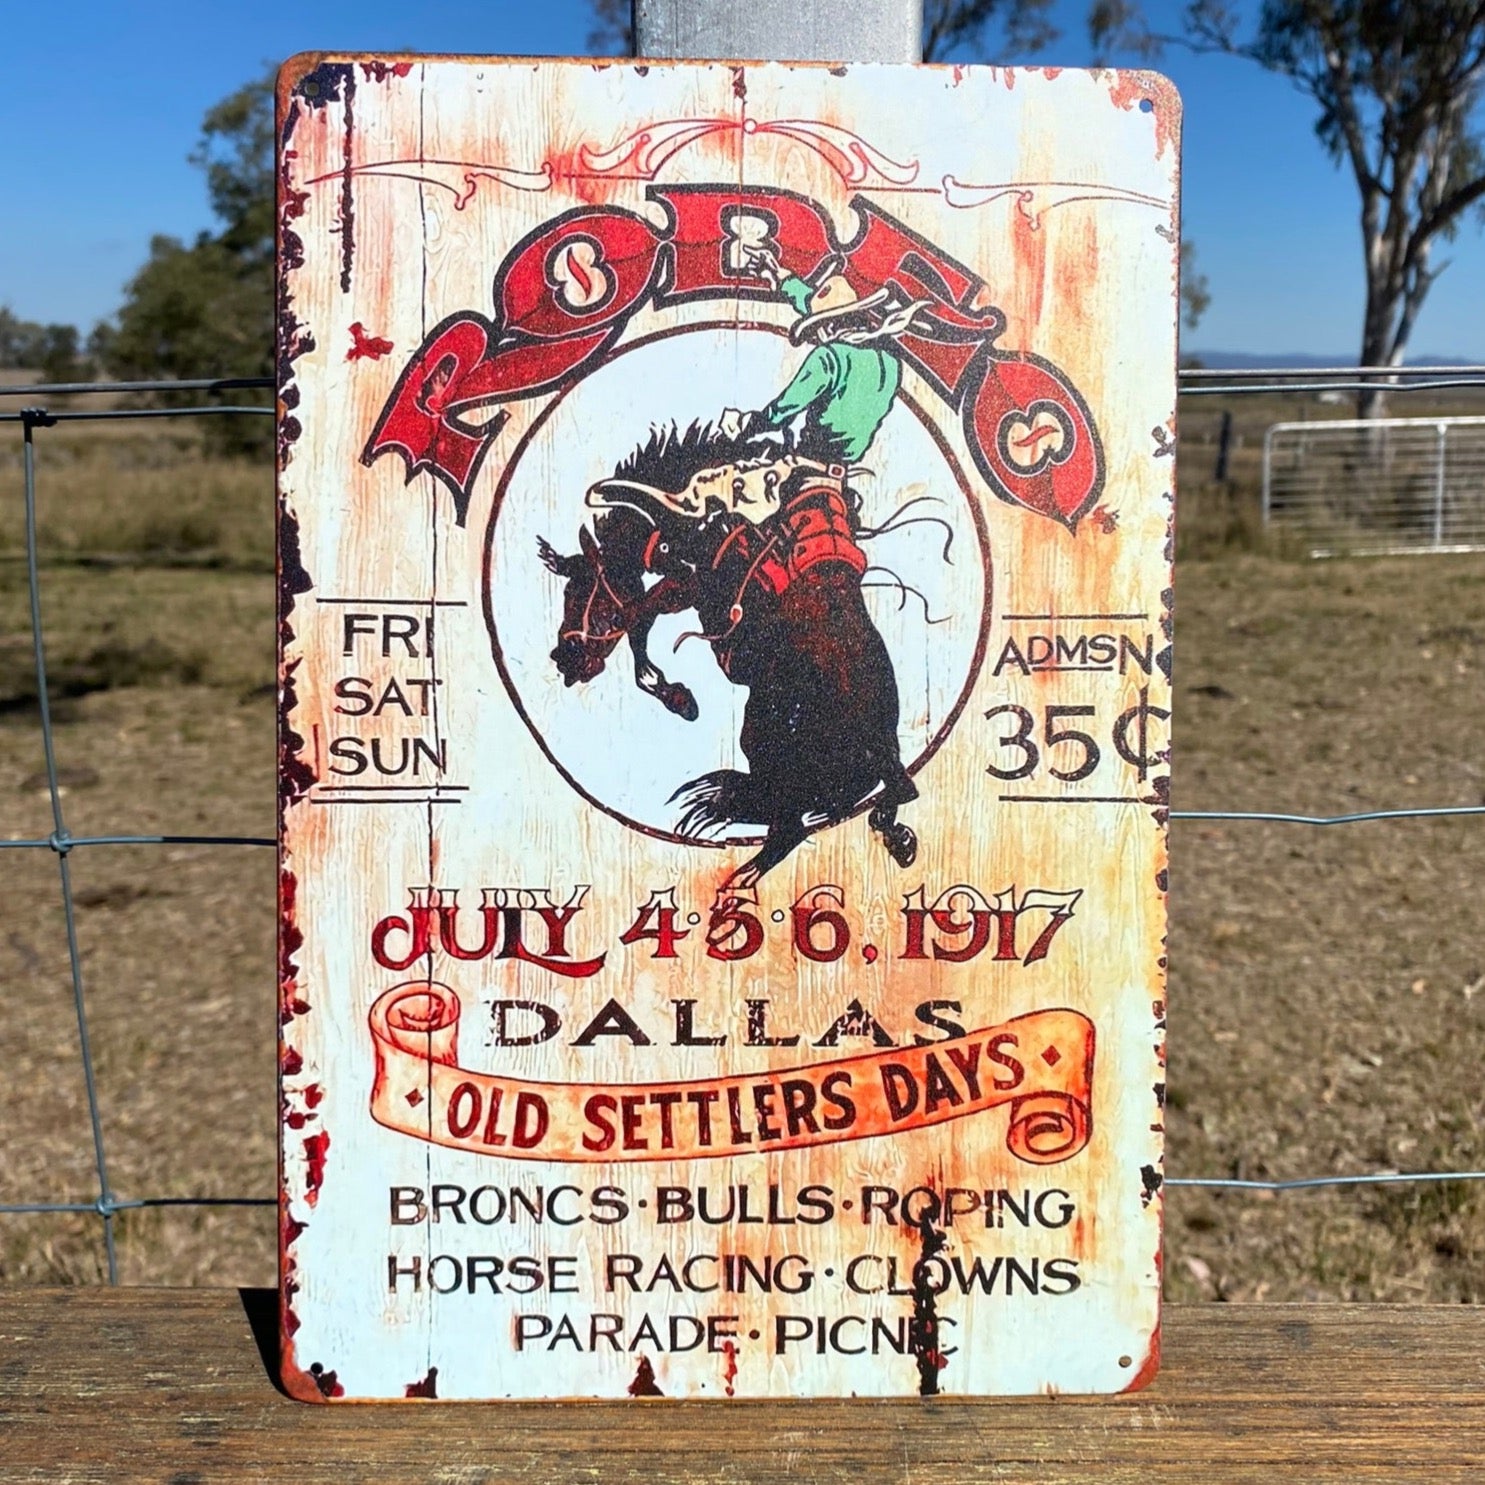 RODEO
FRI
SAT
SUN
ADMSN
35¢
JULY 4·5·6, 1917
DALLAS
OLD SETTLERS DAYS
BRONCS·BULLS·ROPING
HORSE RACING·CLOWNS
PARADE·PICNIC